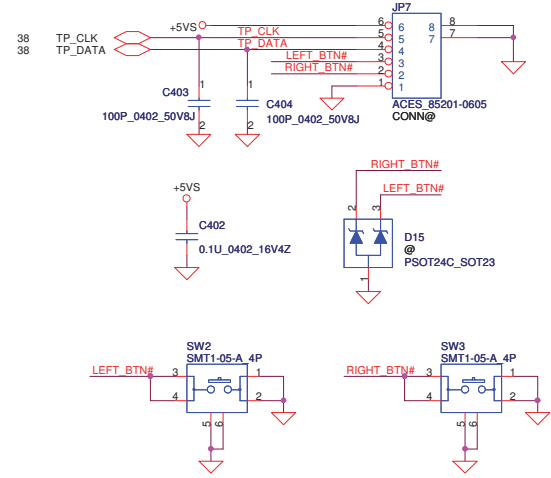 JP7
+5VS
6 6 8 8
38 TP_CLK
TP_CLK
5 5 7 7
38 TP_DATA
TP_DATA
4 4
LEFT_BTN#
3 3
RIGHT_BTN#
2 2
1 1
C403
1
2
100P_0402_50V8J
C404
1
2
100P_0402_50V8J
ACES_85201-0605
CONN@
RIGHT_BTN#
LEFT_BTN#
+5VS
C402
0.1U_0402_16V4Z
2 3
D15
@
PSOT24C_SOT23
1
SW2
SMT1-05-A_4P
LEFT_BTN#
3 1
4 2
5 6
SW3
SMT1-05-A_4P
RIGHT_BTN#
3 1
4 2
5 6